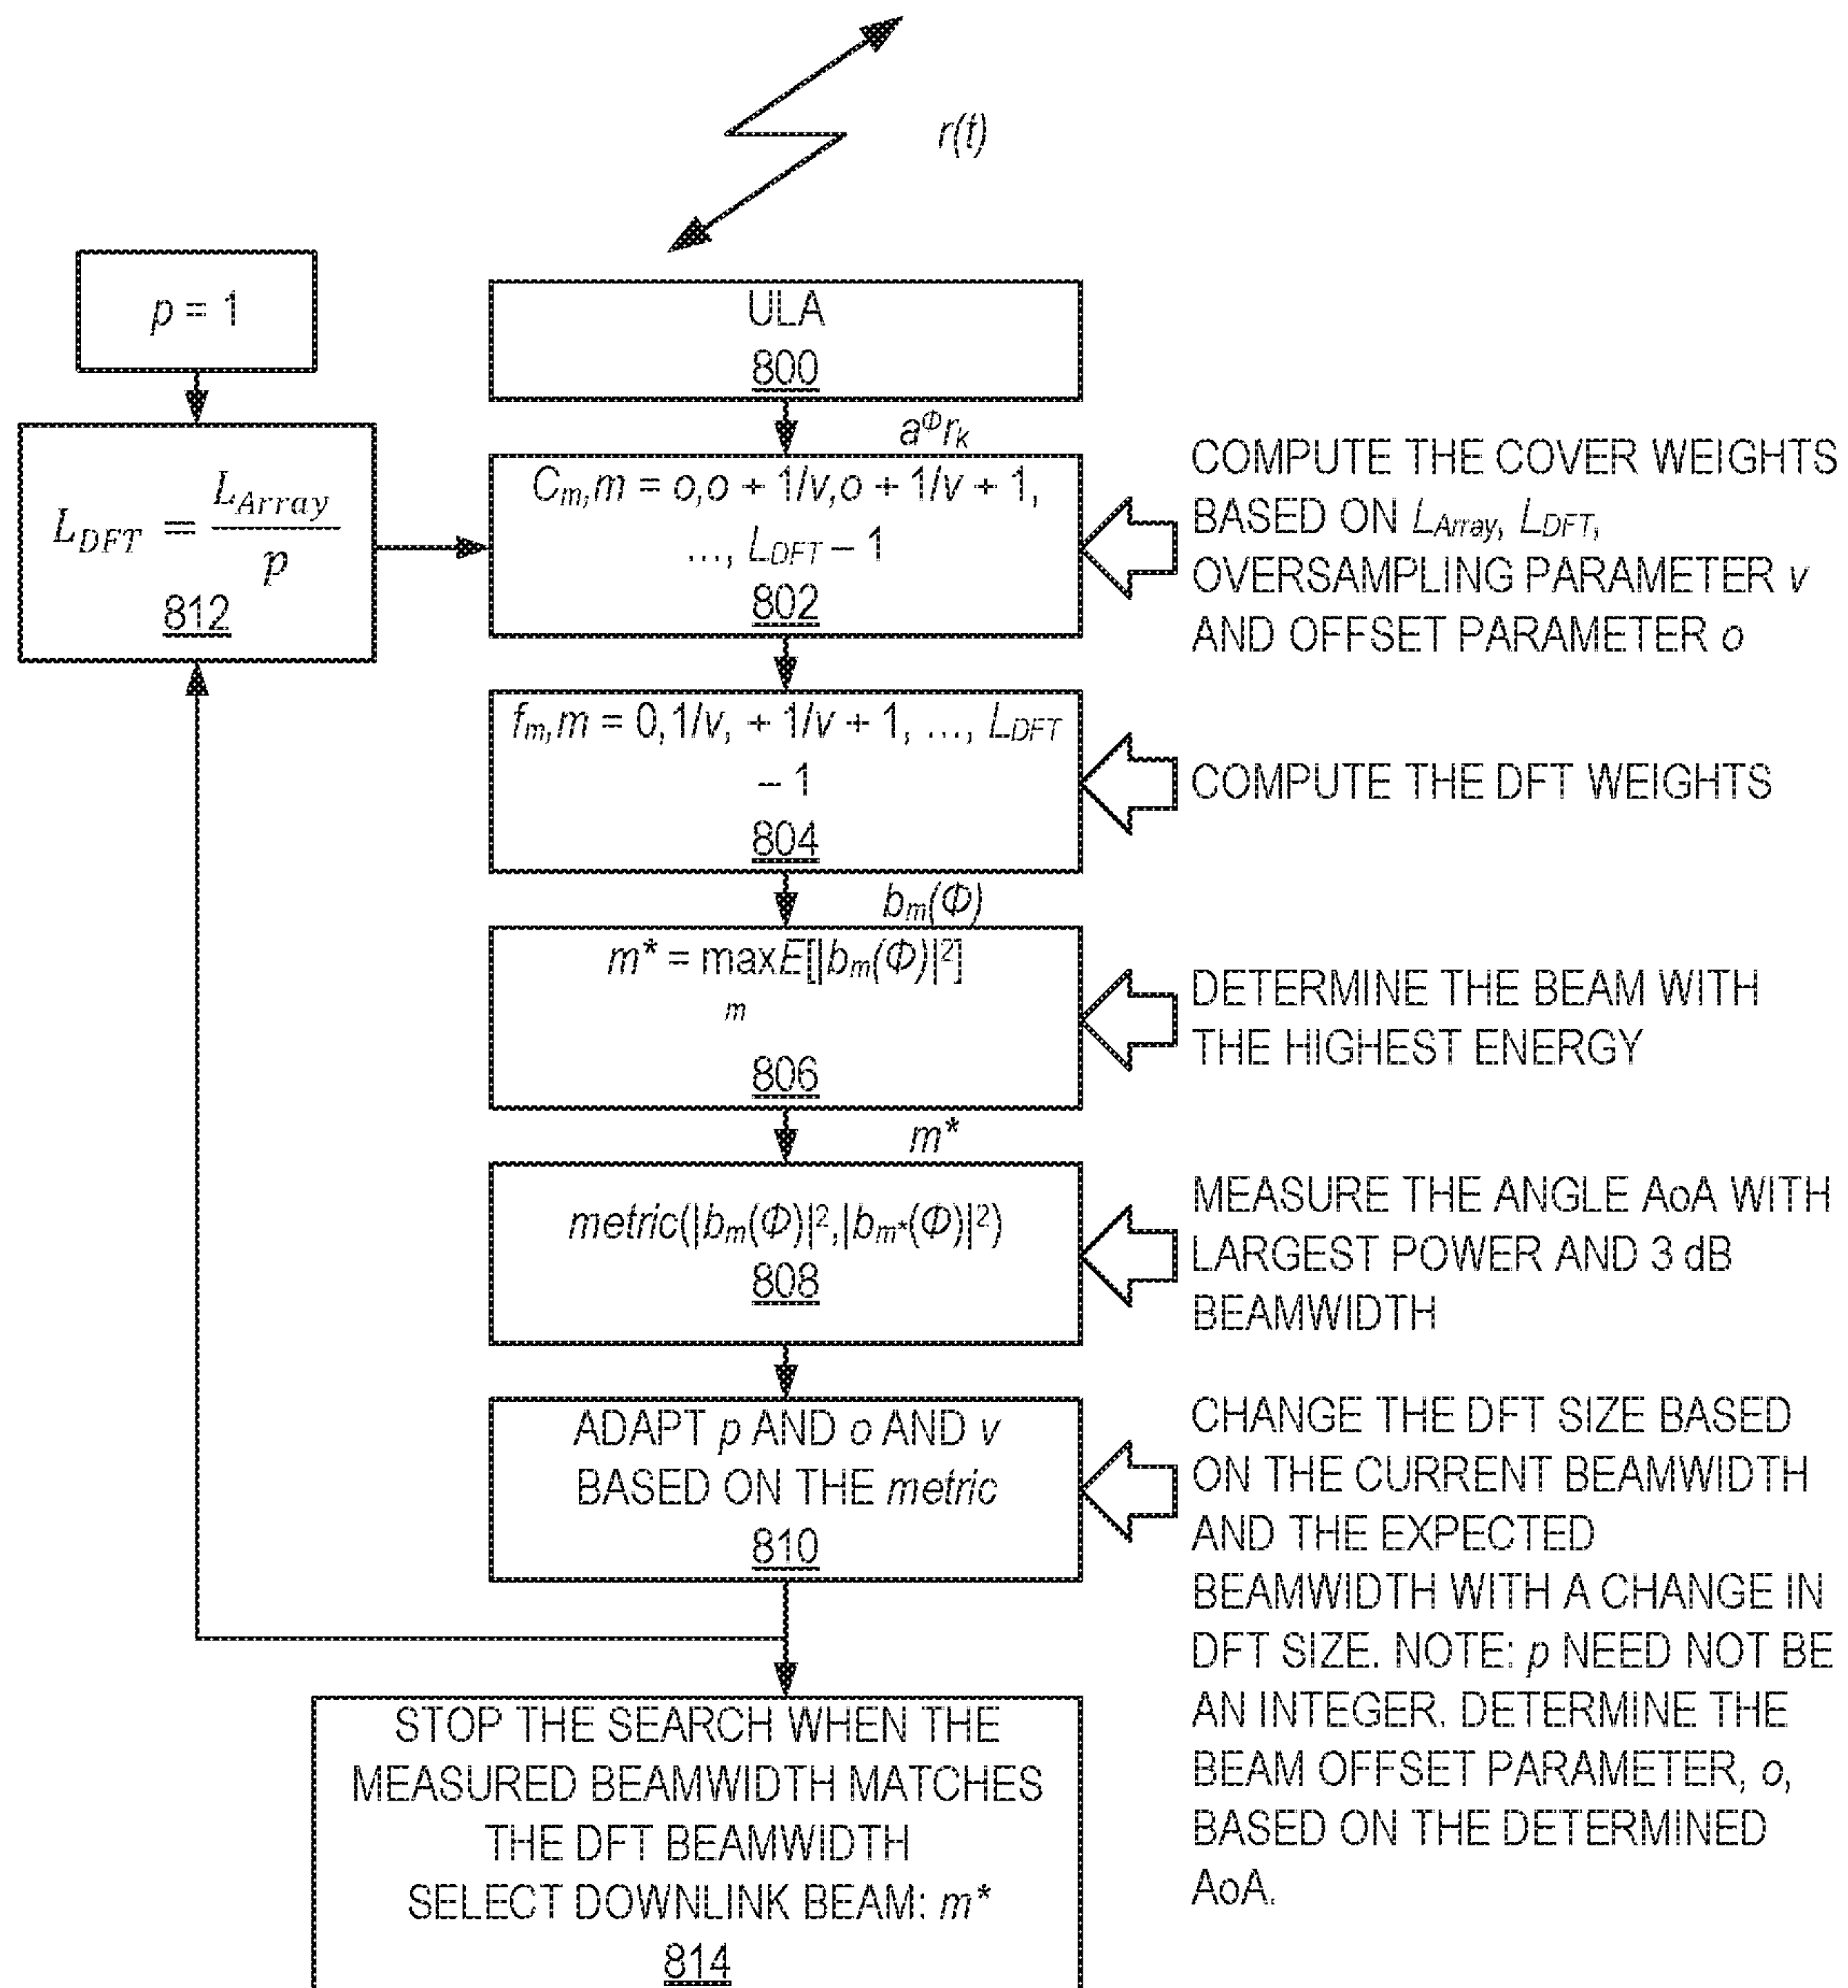 r(t)
p = 1
ULA
800
a^Φ r_k
L_DFT = L_Array / p
812
C_m,m = o,o + 1/v,o + 1/v + 1,
..., L_DFT – 1
802
COMPUTE THE COVER WEIGHTS
BASED ON L_Array, L_DFT,
OVERSAMPLING PARAMETER v
AND OFFSET PARAMETER o
f_m,m = 0,1/v, + 1/v + 1, ..., L_DFT
– 1
804
COMPUTE THE DFT WEIGHTS
b_m(Φ)
m* = maxE[|b_m(Φ)|²]
m
806
DETERMINE THE BEAM WITH
THE HIGHEST ENERGY
m*
metric(|b_m(Φ)|²,|b_m*(Φ)|²)
808
MEASURE THE ANGLE AoA WITH
LARGEST POWER AND 3 dB
BEAMWIDTH
ADAPT p AND o AND v
BASED ON THE metric
810
CHANGE THE DFT SIZE BASED
ON THE CURRENT BEAMWIDTH
AND THE EXPECTED
BEAMWIDTH WITH A CHANGE IN
DFT SIZE. NOTE: p NEED NOT BE
AN INTEGER. DETERMINE THE
BEAM OFFSET PARAMETER, o,
BASED ON THE DETERMINED
AoA.
STOP THE SEARCH WHEN THE
MEASURED BEAMWIDTH MATCHES
THE DFT BEAMWIDTH
SELECT DOWNLINK BEAM: m*
814